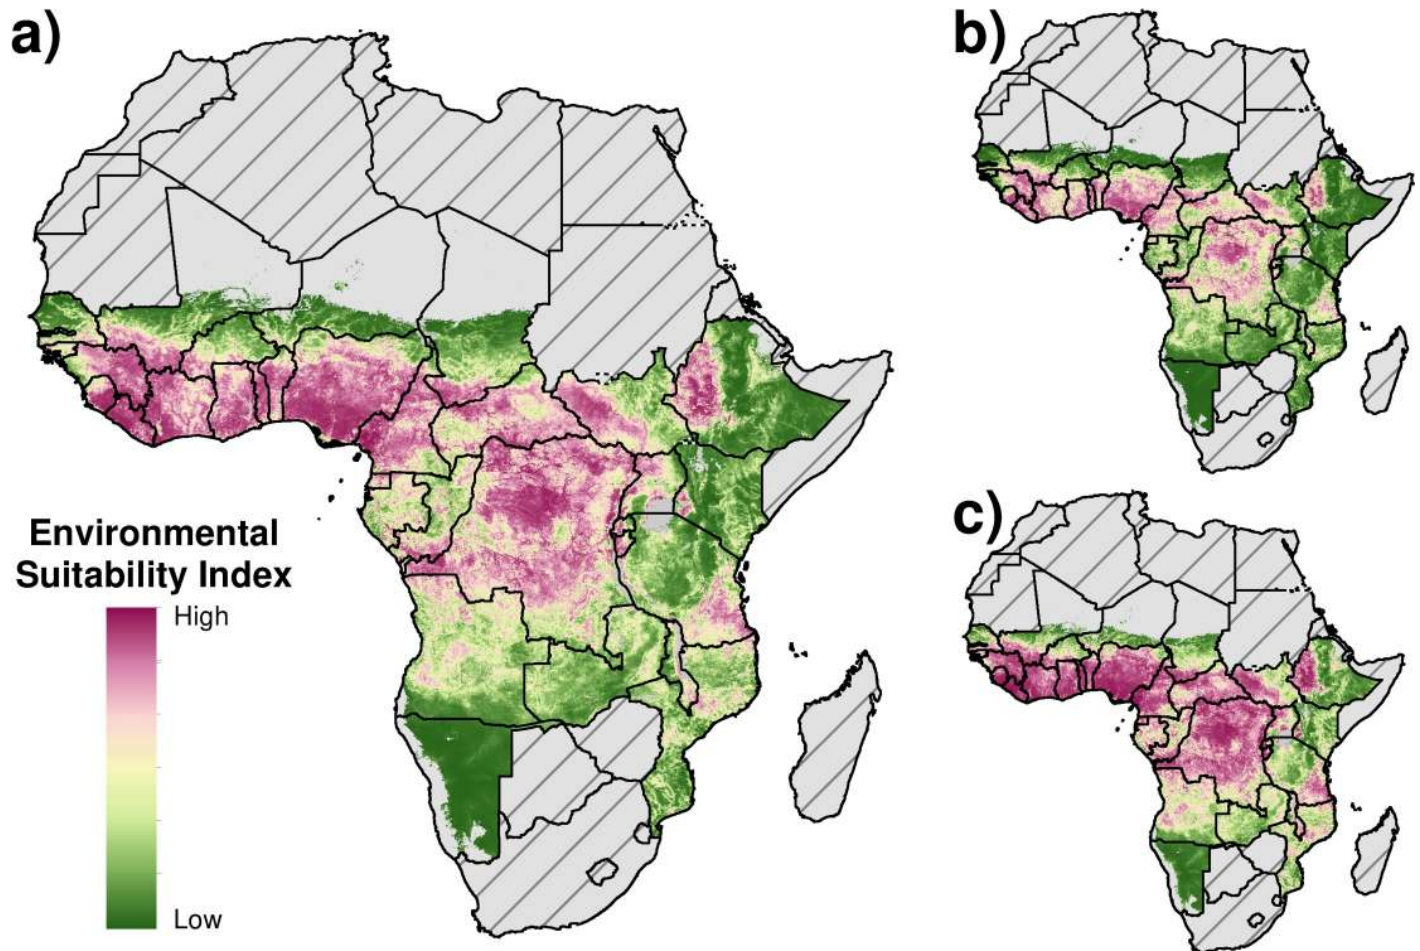 a)
b)
c)
Environmental
Suitability Index
High
Low